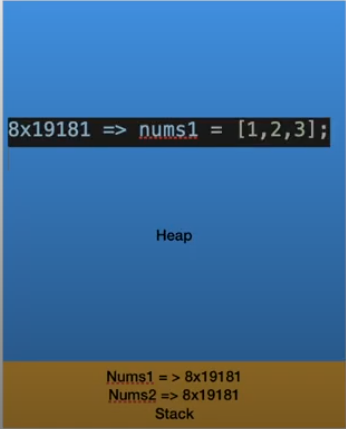 8x19181 => nums1 = [1,2,3];
Heap
Nums1 = > 8x19181
Nums2 => 8x19181
Stack